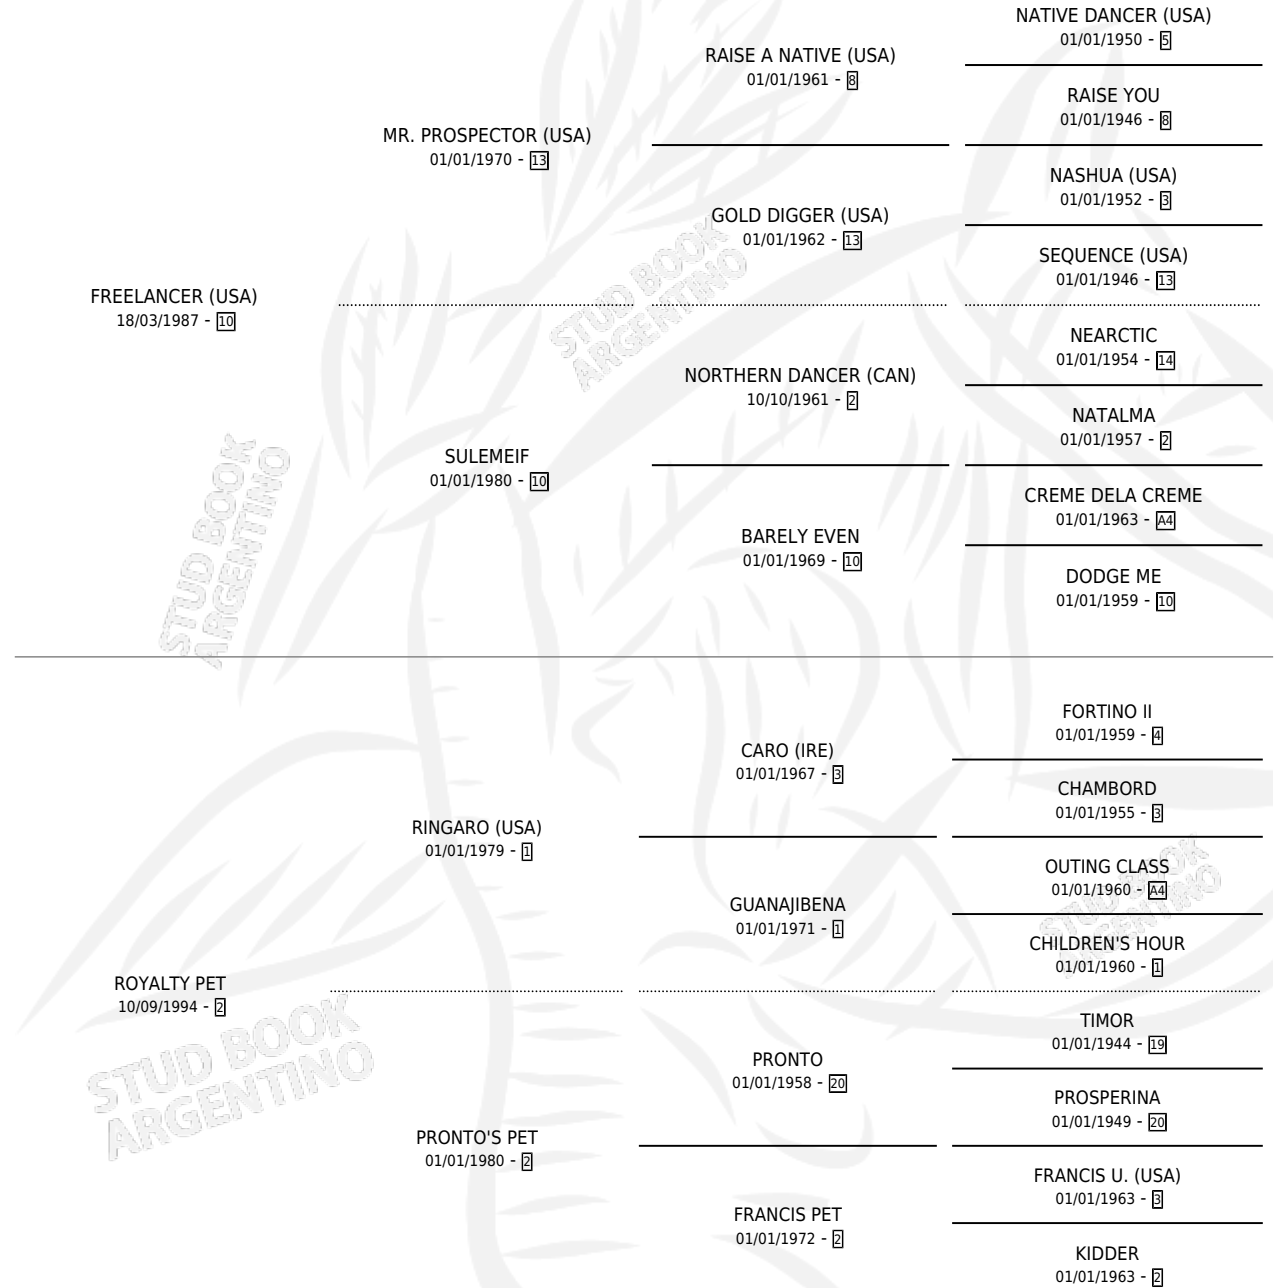 NATIVE DANCER (USA)
01/01/1950 - 5
RAISE A NATIVE (USA)
01/01/1961 - 8
RAISE YOU
01/01/1946 - 8
MR. PROSPECTOR (USA)
01/01/1970 - 13
NASHUA (USA)
01/01/1952 - 3
GOLD DIGGER (USA)
01/01/1962 - 13
SEQUENCE (USA)
01/01/1946 - 13
FREELANCER (USA)
18/03/1987 - 10
STUD BOOK
ARGENTINO
NEARCTIC
01/01/1954 - 14
NORTHERN DANCER (CAN)
10/10/1961 - 2
NATALMA
01/01/1957 - 2
SULEMEIF
01/01/1980 - 10
CREME DELA CREME
01/01/1963 - A4
BARELY EVEN
01/01/1969 - 10
DODGE ME
01/01/1959 - 10
STUD BOOK
ARGENTINO
FORTINO II
01/01/1959 - 4
CARO (IRE)
01/01/1967 - 3
CHAMBORD
01/01/1955 - 3
RINGARO (USA)
01/01/1979 - 1
OUTING CLASS
01/01/1960 - A4
GUANAJIBENA
01/01/1971 - 1
STUD BOOK
ARGENTINO
CHILDREN'S HOUR
01/01/1960 - 1
ROYALTY PET
10/09/1994 - 2
STUD BOOK
ARGENTINO
TIMOR
01/01/1944 - 19
PRONTO
01/01/1958 - 20
PROSPERINA
01/01/1949 - 20
PRONTO'S PET
01/01/1980 - 2
FRANCIS U. (USA)
01/01/1963 - 3
FRANCIS PET
01/01/1972 - 2
KIDDER
01/01/1963 - 2